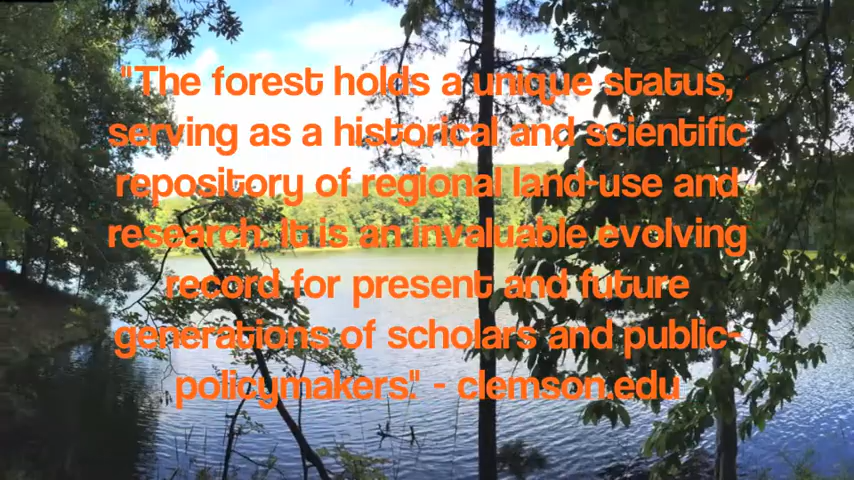 "The forest holds a unique status,
serving as a historical and scientific
repository of regional land-use and
research. It is an invaluable evolving
record for present and future
generations of scholars and public-
policymakers." - clemson.edu